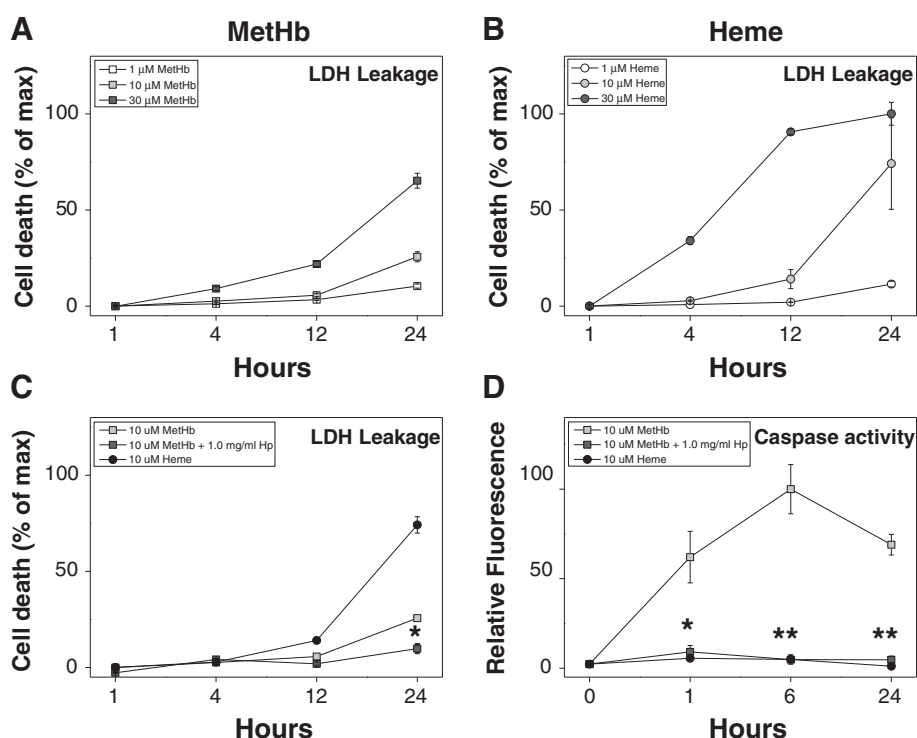 A
MetHb
1 μM MetHb
10 μM MetHb
30 μM MetHb
LDH Leakage
Cell death (% of max)
100
50
0
1 4 12 24
Hours
B
Heme
1 μM Heme
10 μM Heme
30 μM Heme
LDH Leakage
Cell death (% of max)
100
50
0
1 4 12 24
Hours
C
10 uM MetHb
10 uM MetHb + 1.0 mg/ml Hp
10 uM Heme
LDH Leakage
Cell death (% of max)
100
50
0
*
1 4 12 24
Hours
D
10 uM MetHb
10 uM MetHb + 1.0 mg/ml Hp
10 uM Heme
Caspase activity
Relative Fluorescence
100
50
0
* ** **
0 1 6 24
Hours